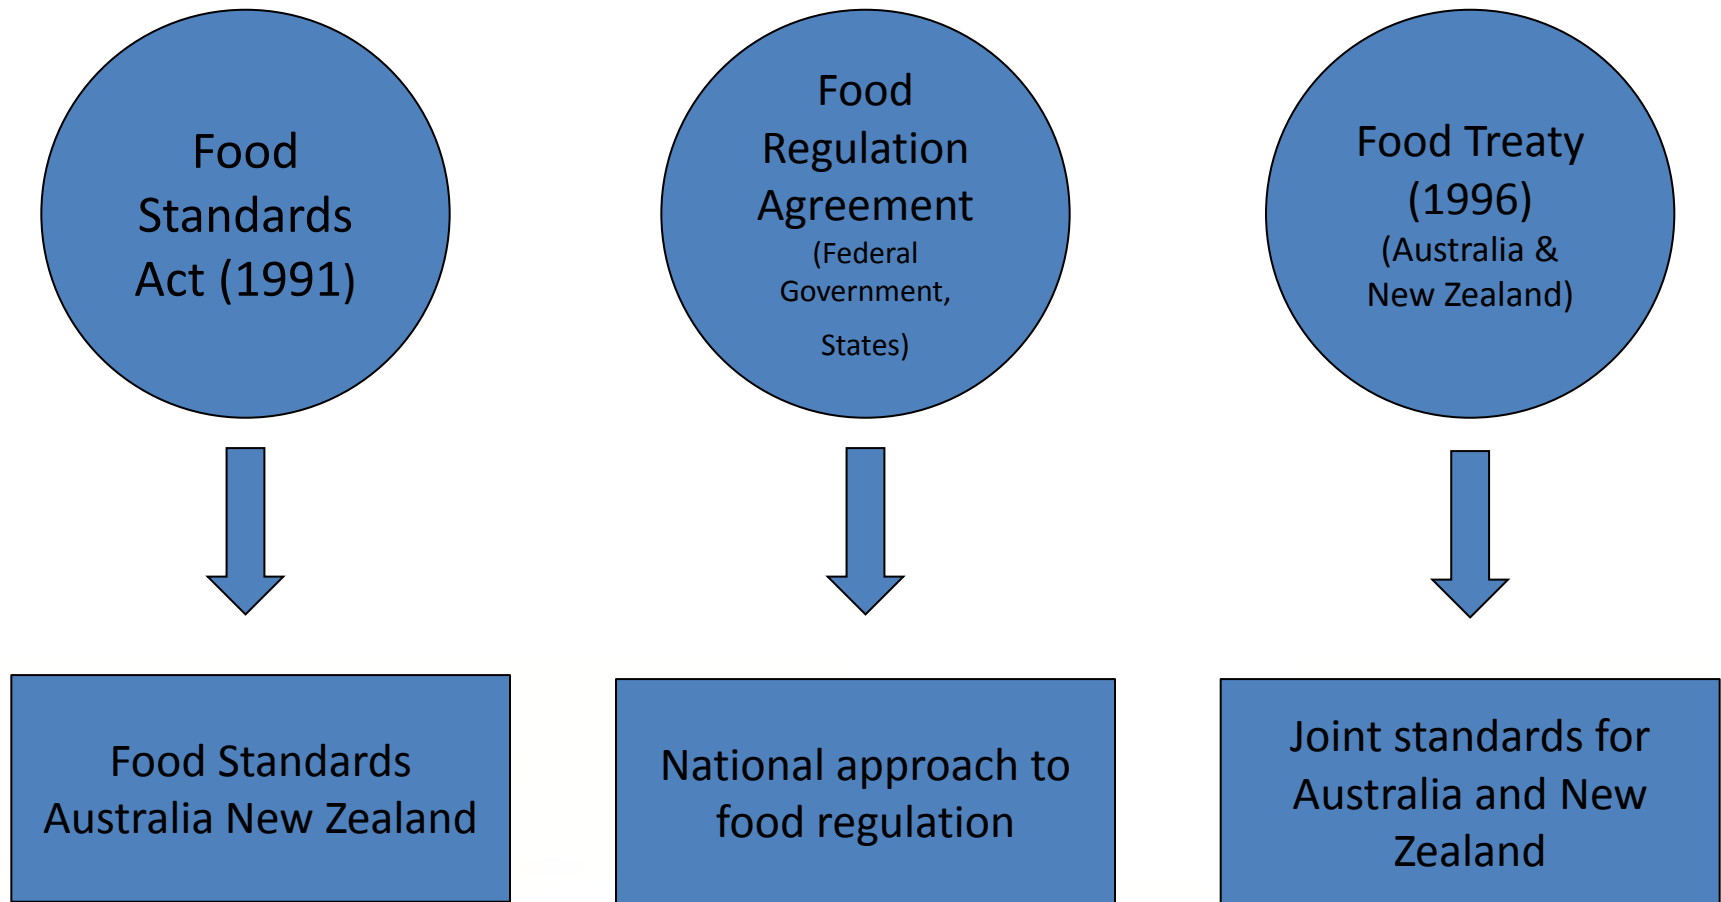 Food
Standards
Act (1991)
Food
Regulation
Agreement
(Federal
Government,
States)
Food Treaty
(1996)
(Australia &
New Zealand)
Food Standards
Australia New Zealand
National approach to
food regulation
Joint standards for
Australia and New
Zealand